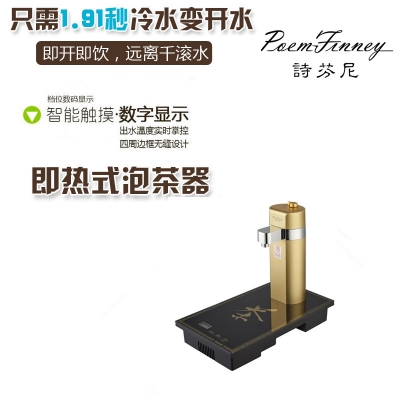 只需1.91秒冷水变开水
即开即饮，远离千滚水
Poem Finney
詩芬尼
档位数码显示
智能触摸·数字显示
出水温度实时掌控
四周边框无缝设计
即热式泡茶器